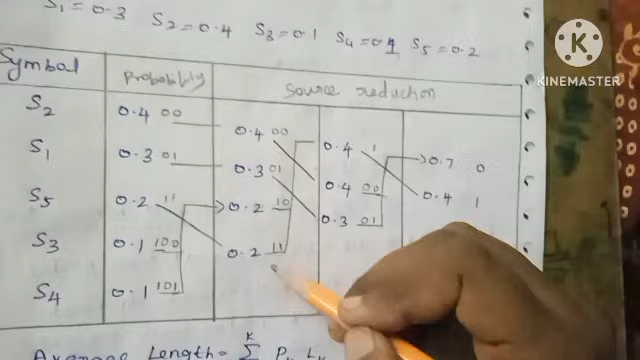 S₁ = 0.3 S₂ = 0.4 S₃ = 0.1 S₄ = 0.1 S₅ = 0.2
KINEMASTER
Symbol Probability Source reduction
S₂ 0.4 00 0.4 00 0.4 1 0.7 0
S₁ 0.3 01 0.3 01 0.4 00 0.4 1
S₅ 0.2 11 0.2 10 0.3 01
S₃ 0.1 100 0.2 11
S₄ 0.1 101
Average Length = Σ K